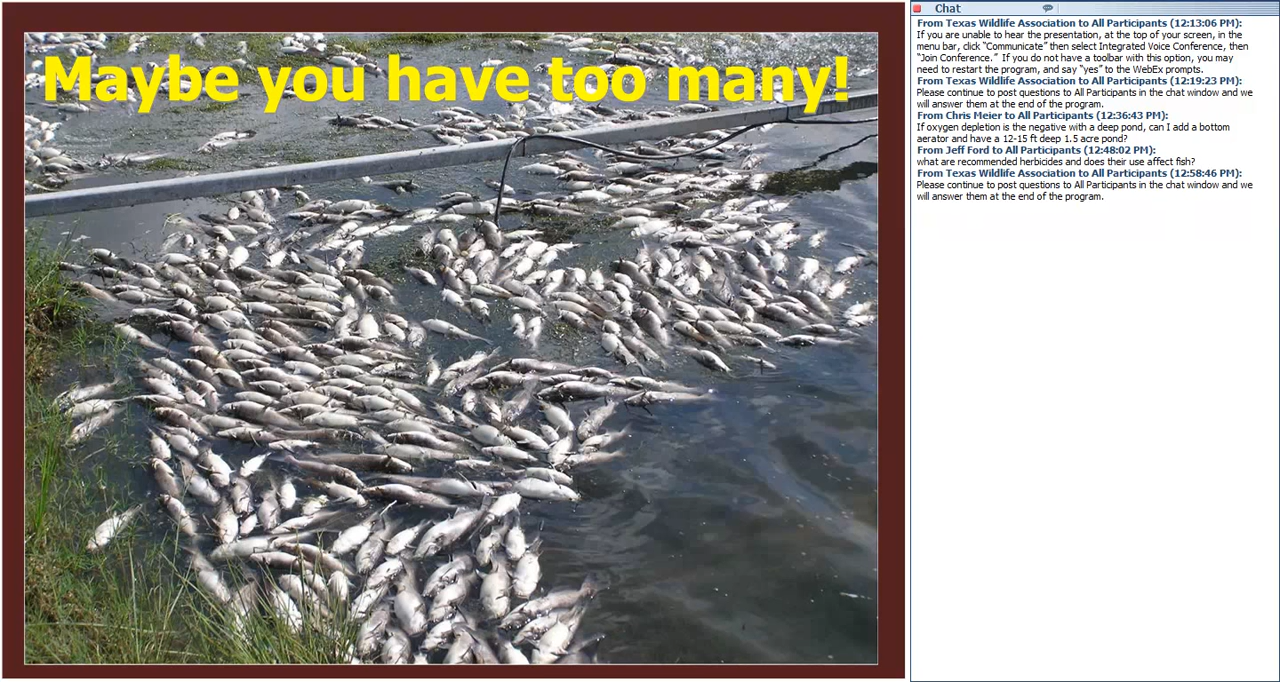 Maybe you have too many!
Chat
From Texas Wildlife Association to All Participants (12:13:06 PM):
If you are unable to hear the presentation, at the top of your screen, in the
menu bar, click “Communicate” then select Integrated Voice Conference, then
“Join Conference.”  If you do not have a toolbar with this option, you may
need to restart the program, and say “yes” to the WebEx prompts.
From Texas Wildlife Association to All Participants (12:19:23 PM):
Please continue to post questions to All Participants in the chat window and we
will answer them at the end of the program.
From Chris Meier to All Participants (12:36:43 PM):
If oxygen depletion is the negative with a deep pond, can I add a bottom
aerator and have a 12-15 ft deep 1.5 acre pond?
From Jeff Ford to All Participants (12:48:02 PM):
what are recommended herbicides and does their use affect fish?
From Texas Wildlife Association to All Participants (12:58:46 PM):
Please continue to post questions to All Participants in the chat window and we
will answer them at the end of the program.